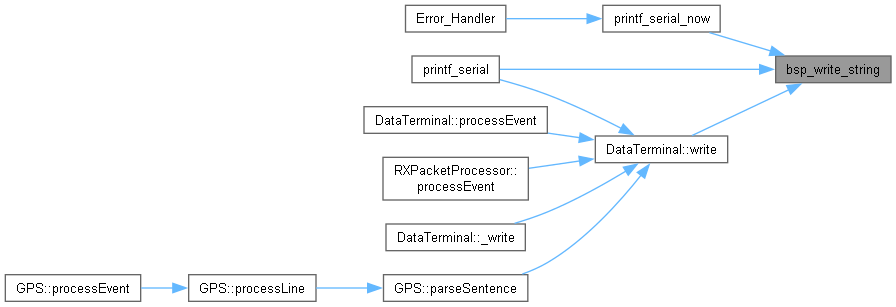 Error_Handler
printf_serial_now
printf_serial
bsp_write_string
DataTerminal::processEvent
DataTerminal::write
RXPacketProcessor::
processEvent
DataTerminal::_write
GPS::processEvent
GPS::processLine
GPS::parseSentence